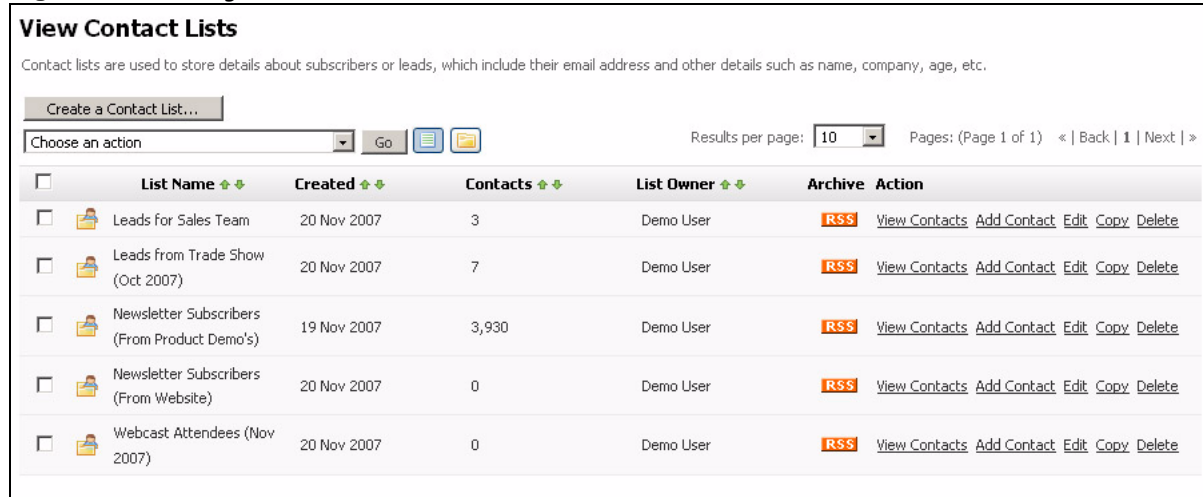 View Contact Lists
Contact lists are used to store details about subscribers or leads, which include their email address and other details such as name, company, age, etc.
Create a Contact List...
Choose an action Go Results per page: 10 Pages: (Page 1 of 1) « | Back | 1 | Next | »
List Name Created Contacts List Owner Archive Action
Leads for Sales Team 20 Nov 2007 3 Demo User RSS View Contacts Add Contact Edit Copy Delete
Leads from Trade Show
(Oct 2007) 20 Nov 2007 7 Demo User RSS View Contacts Add Contact Edit Copy Delete
Newsletter Subscribers
(From Product Demo's) 19 Nov 2007 3,930 Demo User RSS View Contacts Add Contact Edit Copy Delete
Newsletter Subscribers
(From Website) 20 Nov 2007 0 Demo User RSS View Contacts Add Contact Edit Copy Delete
Webcast Attendees (Nov
2007) 20 Nov 2007 0 Demo User RSS View Contacts Add Contact Edit Copy Delete